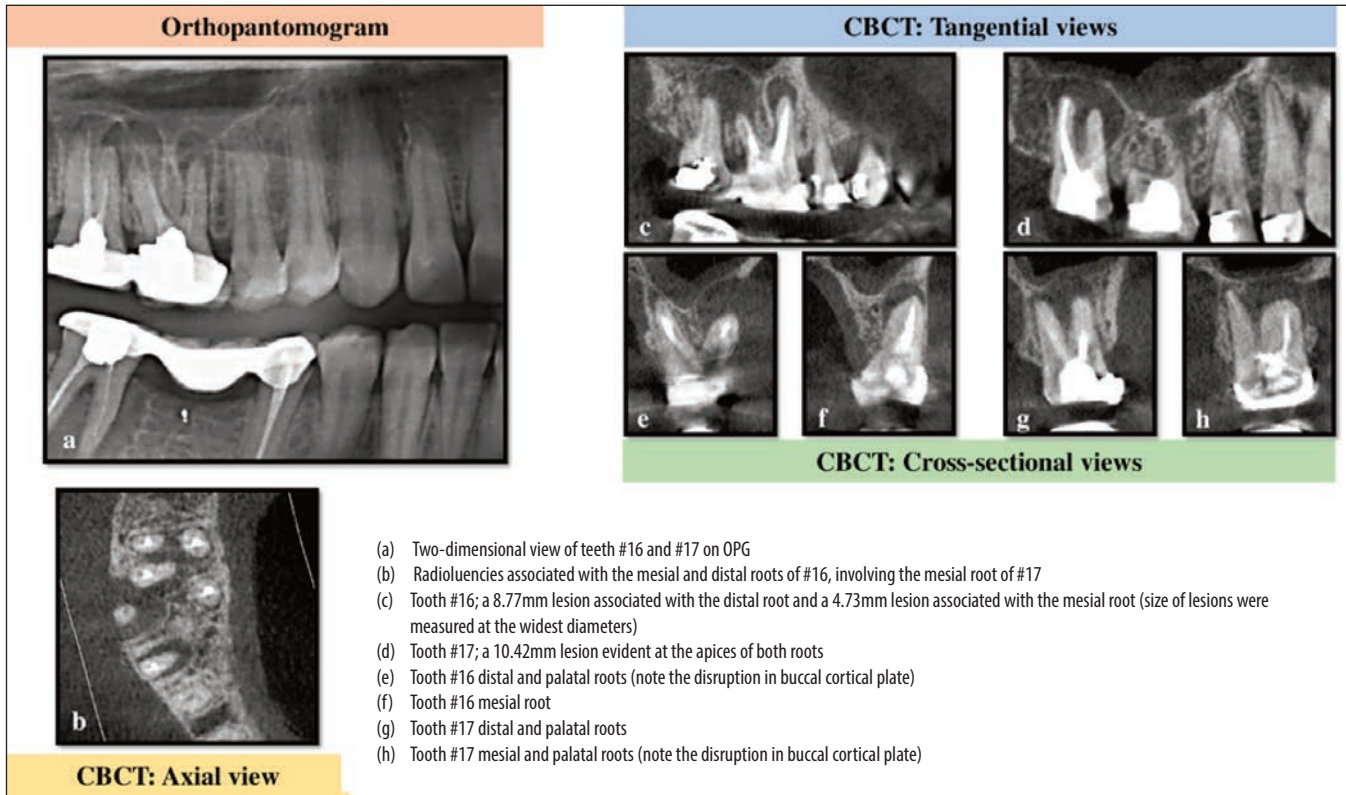 Orthopantomogram
a
CBCT: Tangential views
c
d
e
f
g
h
CBCT: Cross-sectional views
b
CBCT: Axial view
(a) Two-dimensional view of teeth #16 and #17 on OPG
(b) Radioluencies associated with the mesial and distal roots of #16, involving the mesial root of #17
(c) Tooth #16; a 8.77mm lesion associated with the distal root and a 4.73mm lesion associated with the mesial root (size of lesions were
measured at the widest diameters)
(d) Tooth #17; a 10.42mm lesion evident at the apices of both roots
(e) Tooth #16 distal and palatal roots (note the disruption in buccal cortical plate)
(f) Tooth #16 mesial root
(g) Tooth #17 distal and palatal roots
(h) Tooth #17 mesial and palatal roots (note the disruption in buccal cortical plate)